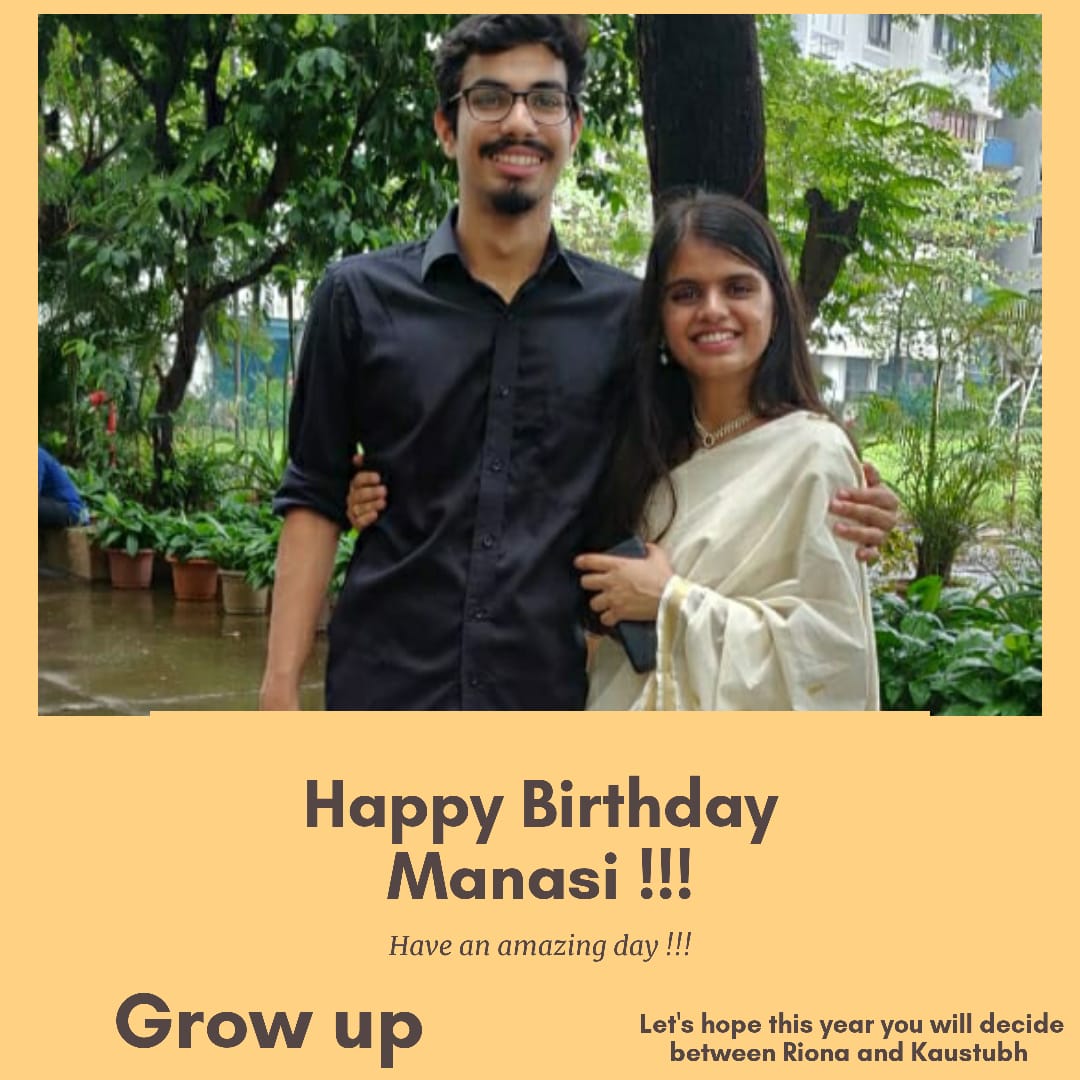 Happy Birthday
Manasi !!!
Have an amazing day !!!
Grow up
Let's hope this year you will decide
between Riona and Kaustubh